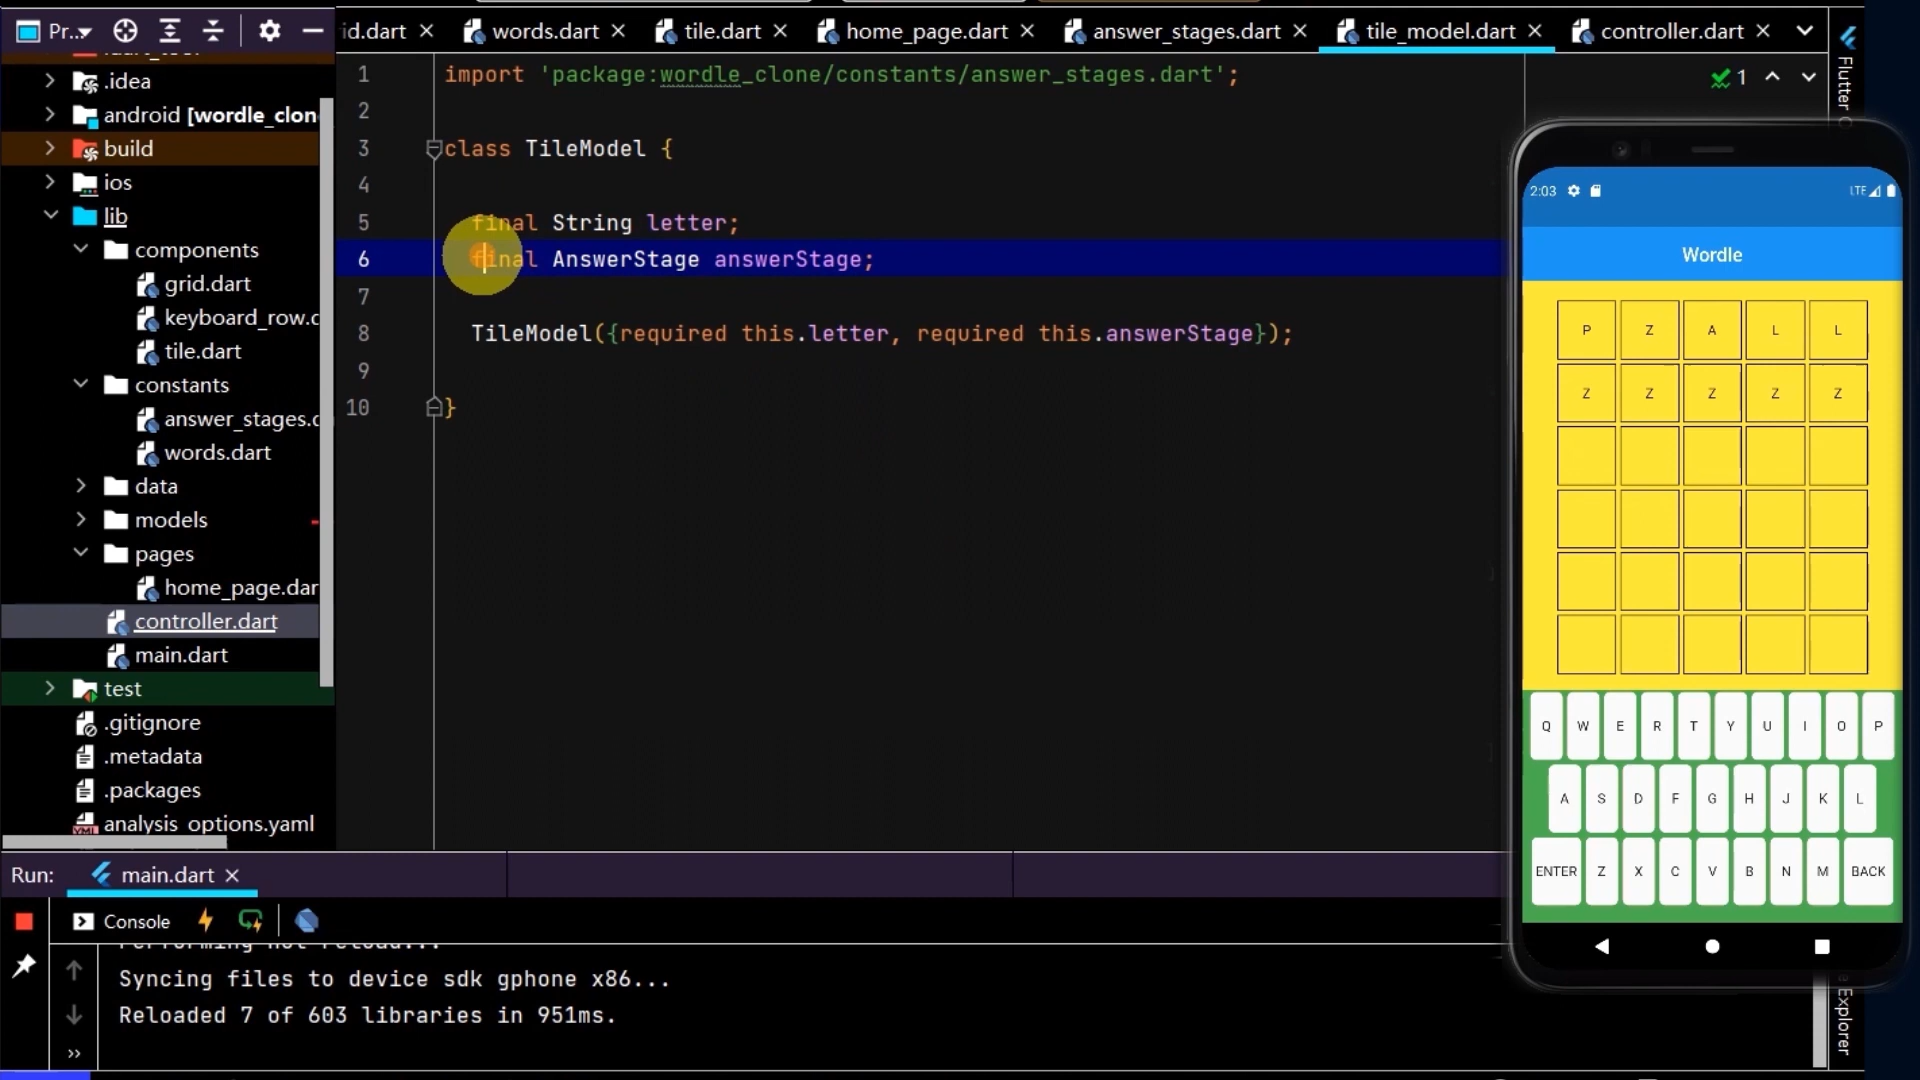 Pr...
id.dart
words.dart
tile.dart
home_page.dart
answer_stages.dart
tile_model.dart
controller.dart
.idea
android [wordle_clon
build
ios
lib
components
grid.dart
keyboard_row.c
tile.dart
constants
answer_stages.c
words.dart
data
models
pages
home_page.dar
controller.dart
main.dart
test
.gitignore
.metadata
.packages
analysis_options.yaml
1 import 'package:wordle_clone/constants/answer_stages.dart';
2
3 class TileModel {
4
5 final String letter;
6 final AnswerStage answerStage;
7
8 TileModel({required this.letter, required this.answerStage});
9
10 }
1
Flutter
2:03 LTE
Wordle
P Z A L L
Z Z Z Z Z
Q W E R T Y U I O P
A S D F G H J K L
ENTER Z X C V B N M BACK
Explorer
Run: main.dart
Console
Performing hot reload...
Syncing files to device sdk gphone x86...
Reloaded 7 of 603 libraries in 951ms.